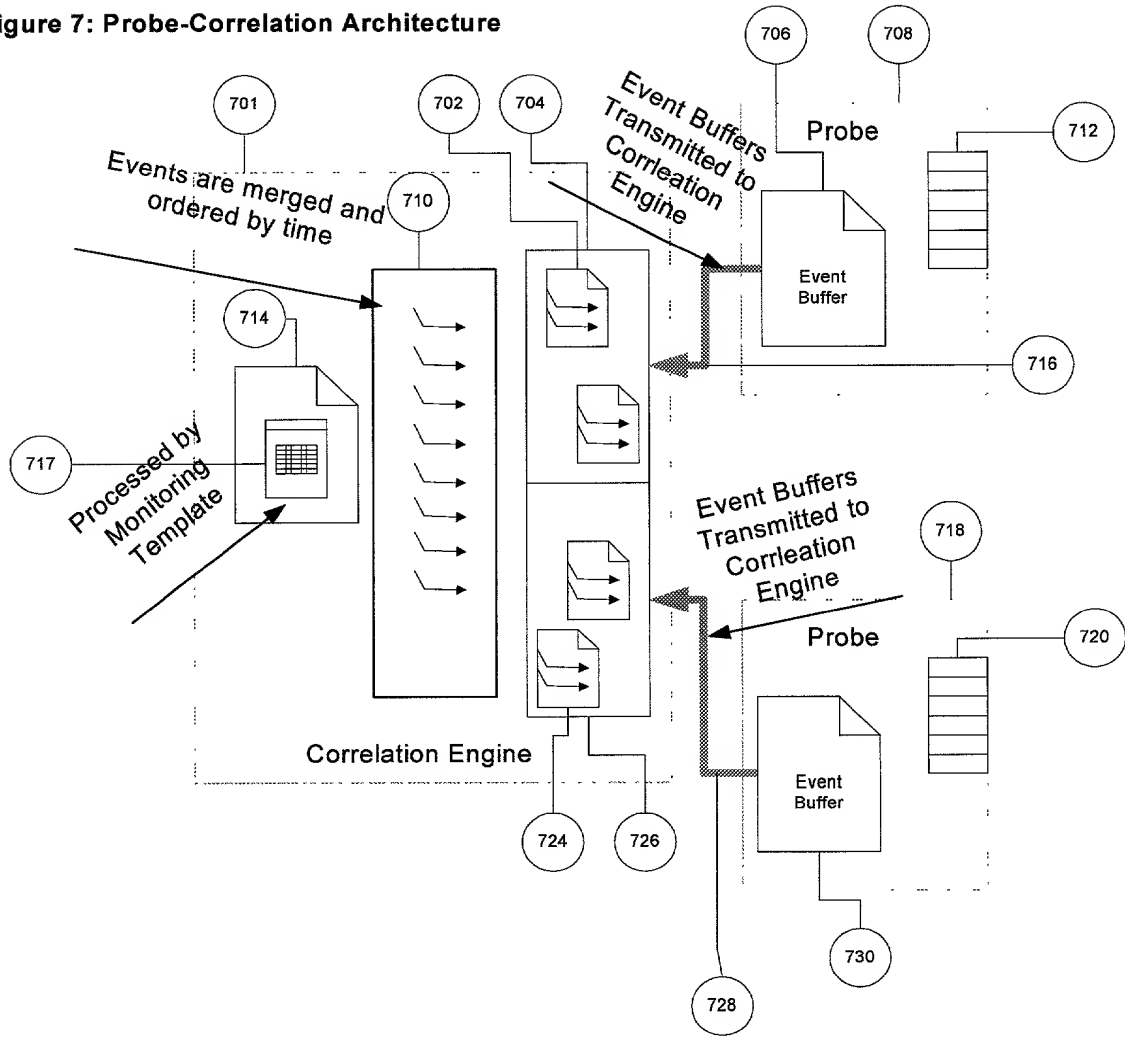 igure 7: Probe-Correlation Architecture
706
708
701
702
704
Event Buffers
Transmitted to
Corrleation
Engine
Probe
712
Events are merged and
ordered by time
710
Event
Buffer
714
716
717
Processed by
Monitoring
Template
Event Buffers
Transmitted to
Corrleation
Engine
718
Probe
720
Correlation Engine
Event
Buffer
724
726
730
728